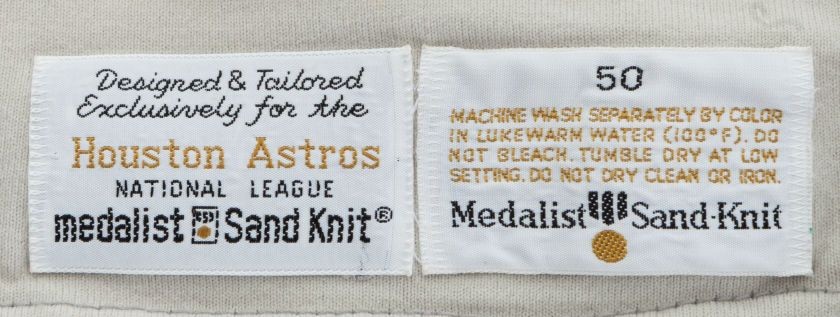 Designed & Tailored
Exclusively for the
Houston Astros
NATIONAL LEAGUE
medalist Sand Knit®
50
MACHINE WASH SEPARATELY BY COLOR
IN LUKEWARM WATER (100°F). DO
NOT BLEACH. TUMBLE DRY AT LOW
SETTING. DO NOT DRY CLEAN OR IRON.
Medalist Sand-Knit